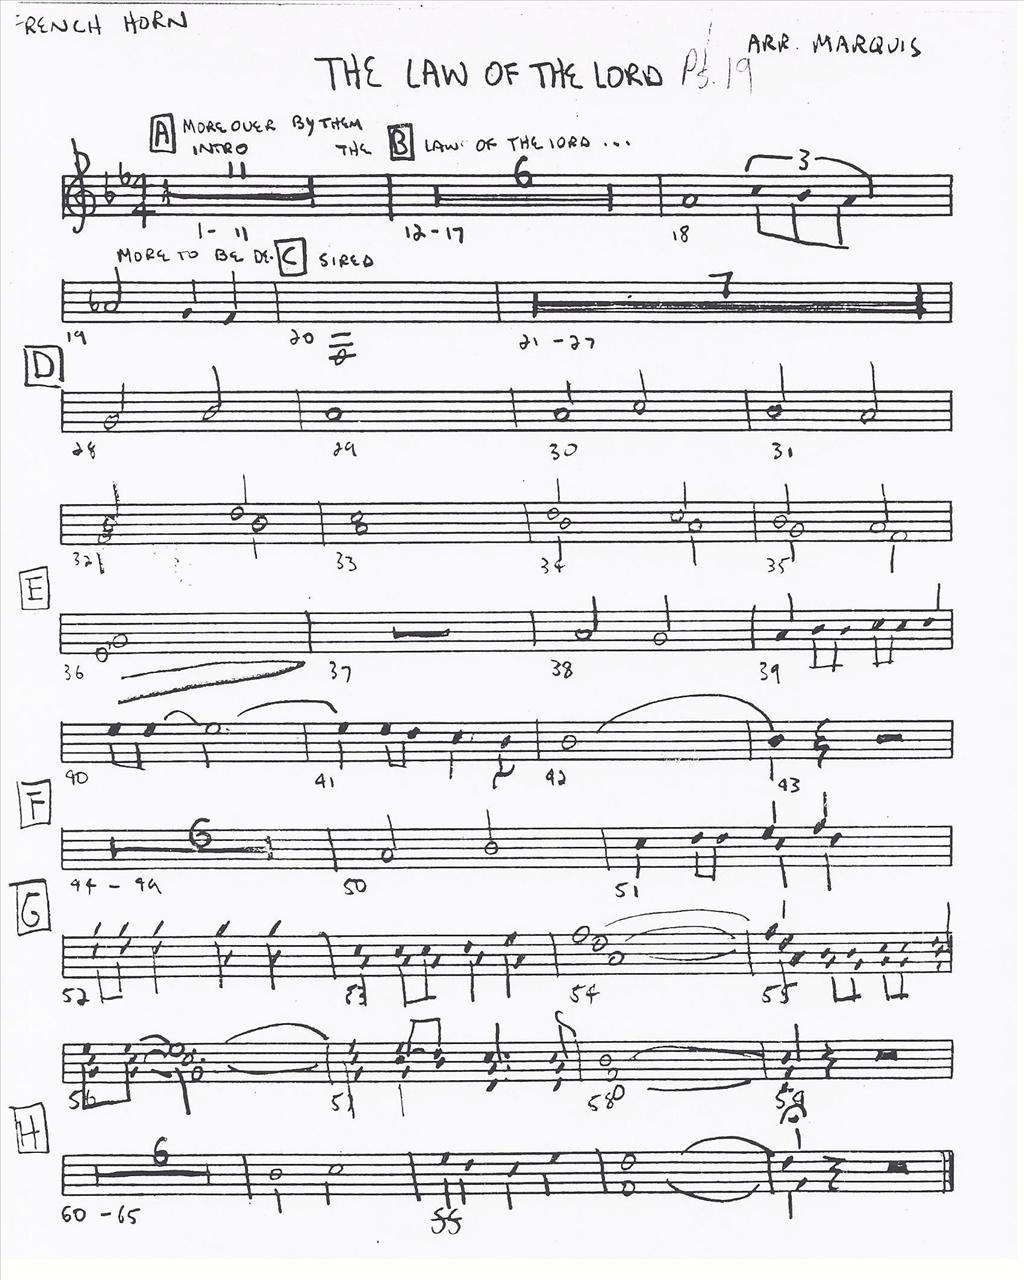 FRENCH HORN
ARR. MARQUIS
THE LAW OF THE LORD Ps. 19
A MOREOVER BY THEM
INTRO THE B LAW OF THE LORD ...
11 6 3
4
1- 11 12-17 18
MORE TO BE DE- C SIRED
7
19 20 21-27
D
28 29 30 31
32 33 34 35
E
36 37 38 39
40 41 42 43
F
6
44 - 49 50 51
G
52 53 54 55
56 57 58 59
H
6
60 -65